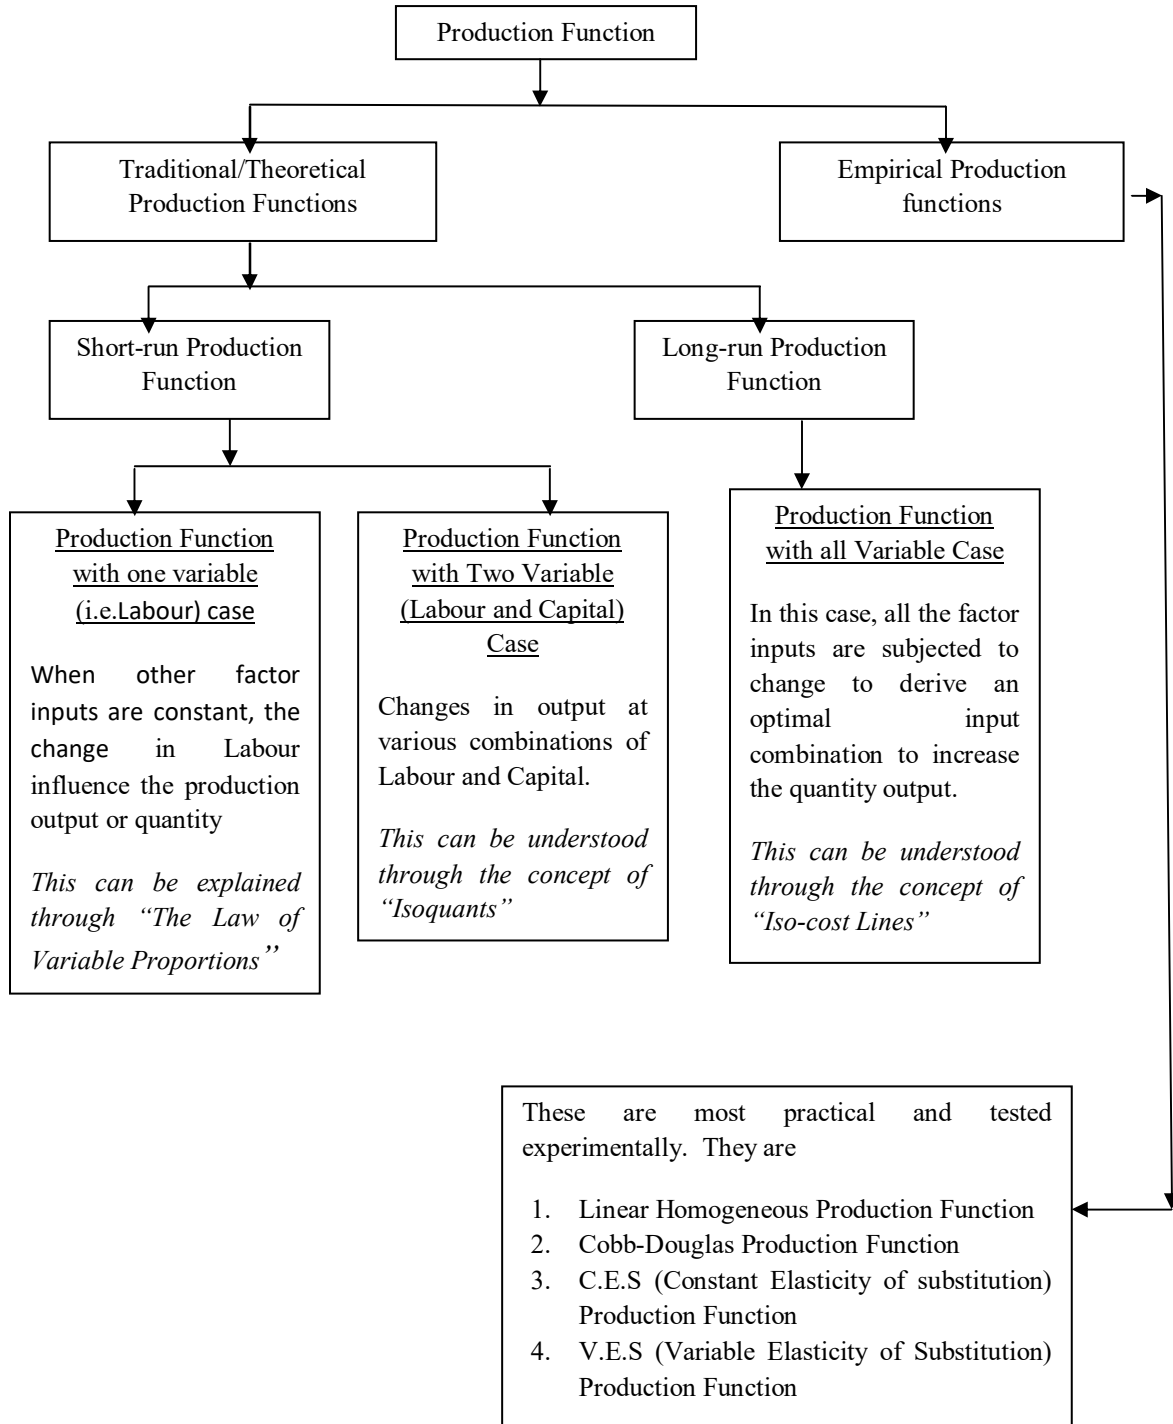 Production Function
Traditional/Theoretical
Production Functions
Empirical Production
functions
Short-run Production
Function
Long-run Production
Function
Production Function
with one variable
(i.e.Labour) case
When other factor
inputs are constant, the
change in Labour
influence the production
output or quantity
This can be explained
through “The Law of
Variable Proportions”
Production Function
with Two Variable
(Labour and Capital)
Case
Changes in output at
various combinations of
Labour and Capital.
This can be understood
through the concept of
“Isoquants”
Production Function
with all Variable Case
In this case, all the factor
inputs are subjected to
change to derive an
optimal input
combination to increase
the quantity output.
This can be understood
through the concept of
“Iso-cost Lines”
These are most practical and tested
experimentally. They are
1. Linear Homogeneous Production Function
2. Cobb-Douglas Production Function
3. C.E.S (Constant Elasticity of substitution)
Production Function
4. V.E.S (Variable Elasticity of Substitution)
Production Function